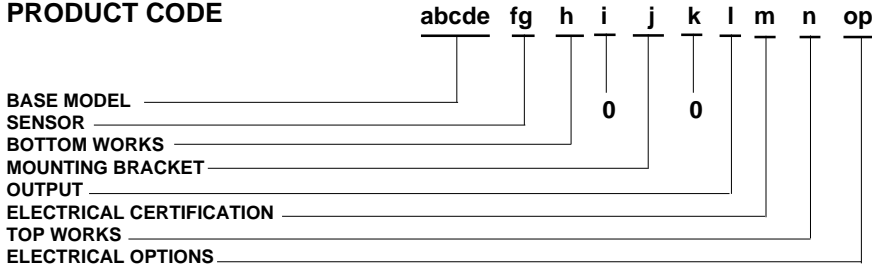 PRODUCT CODE abcde fg h i j k l m n op
BASE MODEL
0 0
SENSOR
BOTTOM WORKS
MOUNTING BRACKET
OUTPUT
ELECTRICAL CERTIFICATION
TOP WORKS
ELECTRICAL OPTIONS